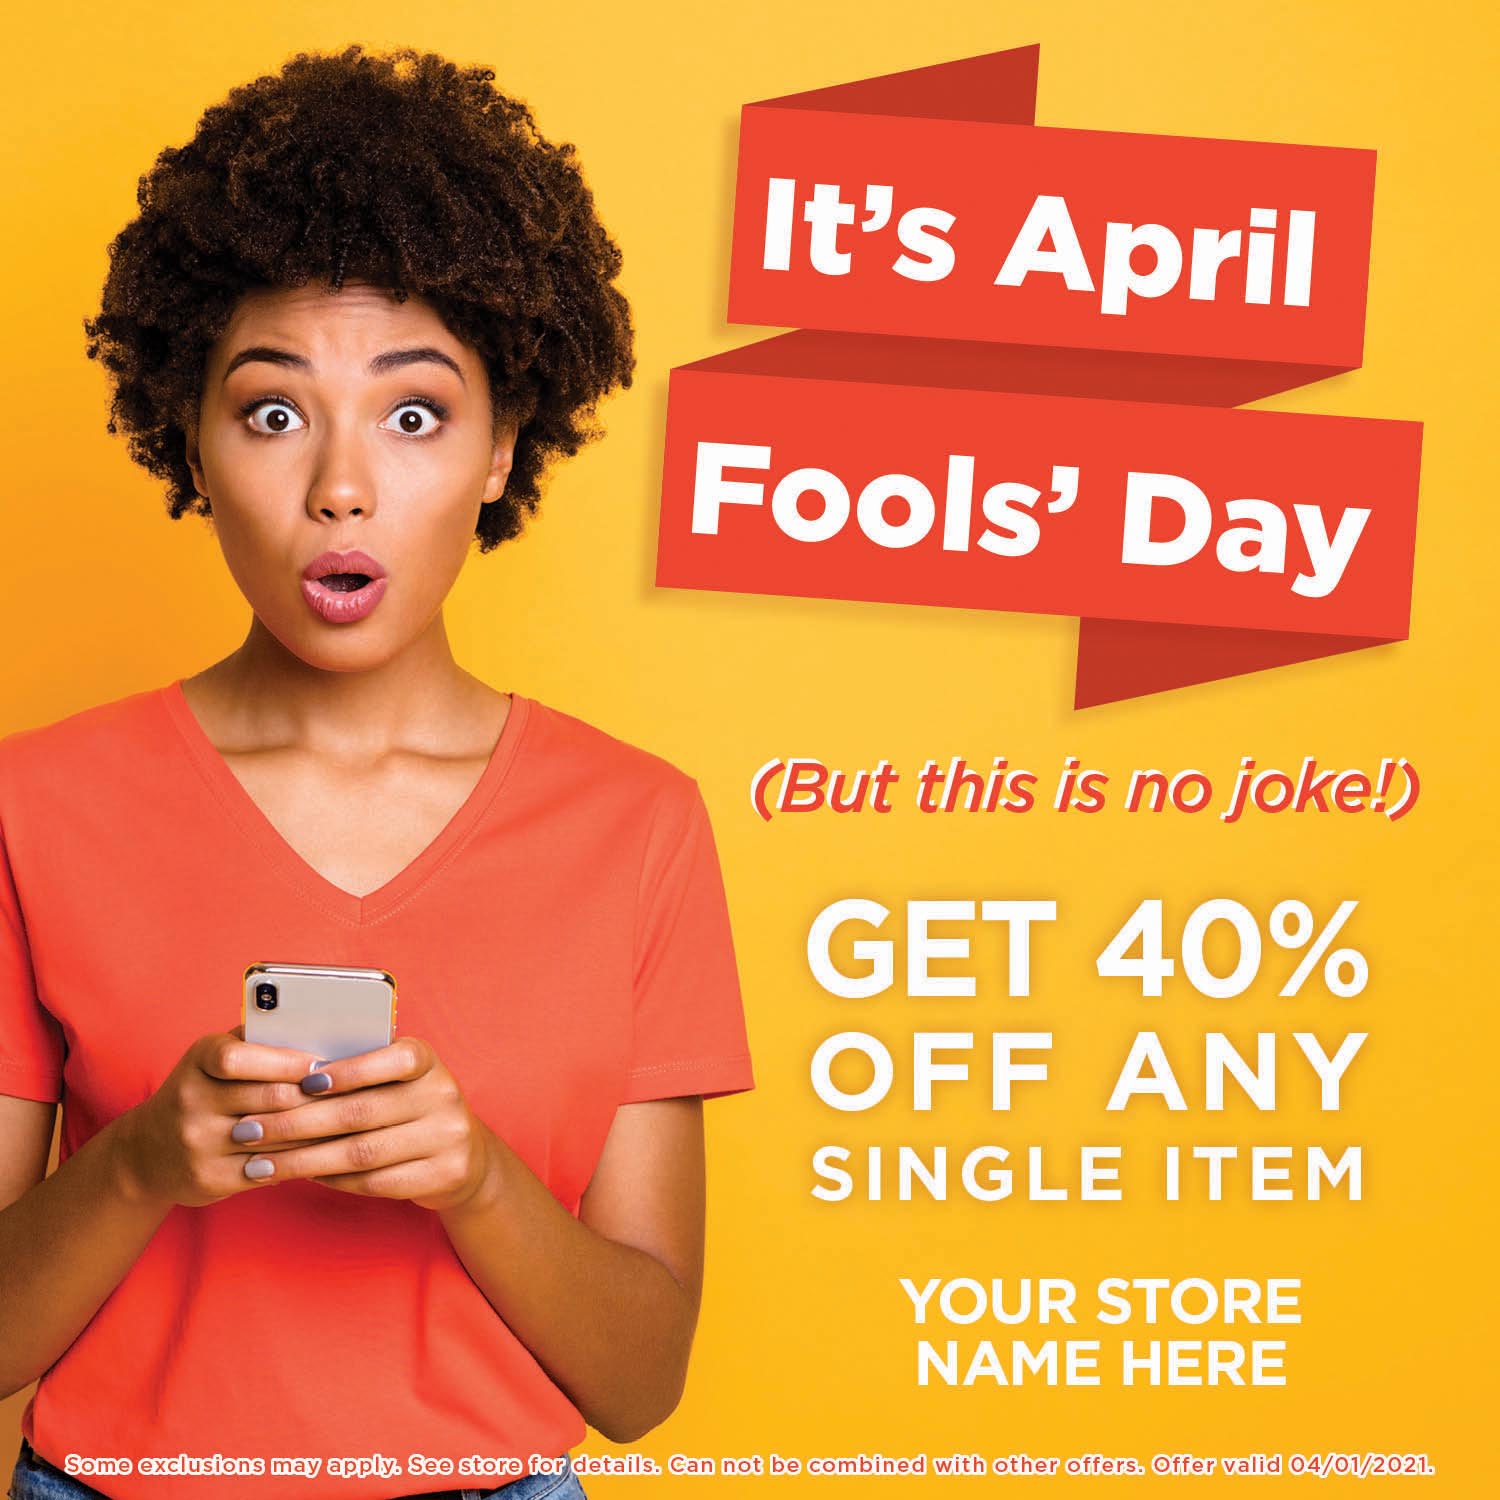 It's April
Fools' Day
(But this is no joke!)
GET 40%
OFF ANY
SINGLE ITEM
YOUR STORE
NAME HERE
Some exclusions may apply. See store for details. Can not be combined with other offers. Offer valid 04/01/2021.